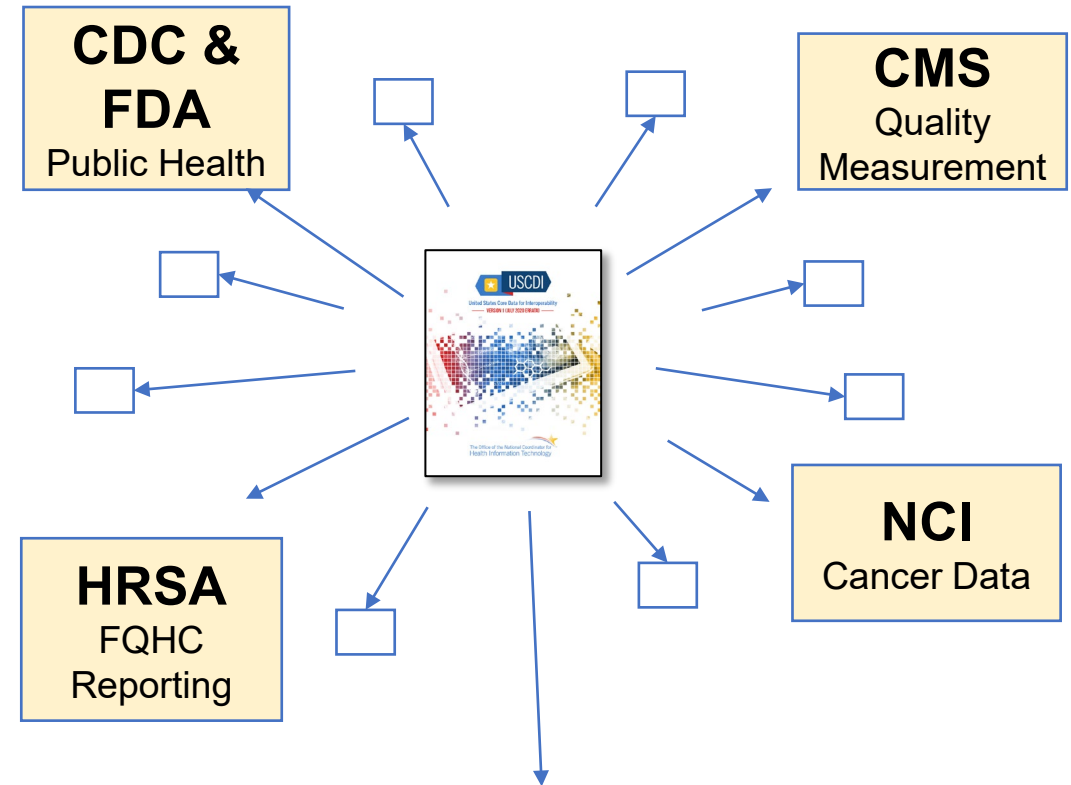 CDC &
FDA
Public Health
CMS
Quality
Measurement
USCDI
United States Core Data for Interoperability
VERSION 1 (JULY 2020 ERRATA)
The Office of the National Coordinator for
Health Information Technology
HRSA
FQHC
Reporting
NCI
Cancer Data